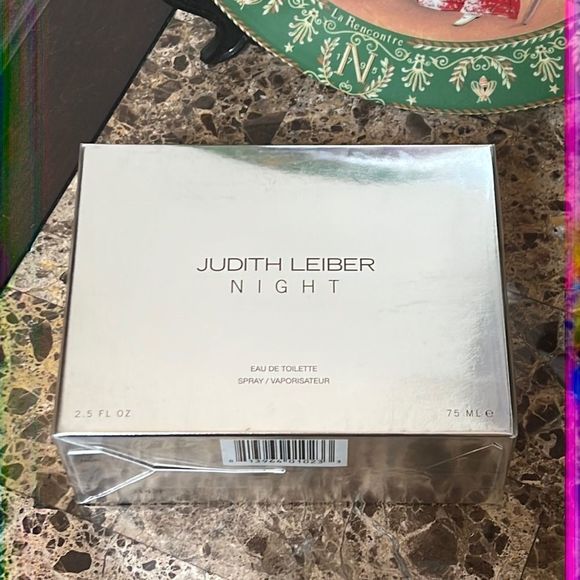 La Rencontre
N
JUDITH LEIBER
NIGHT
EAU DE TOILETTE
SPRAY / VAPORISATEUR
2.5 FL OZ
75 ML e